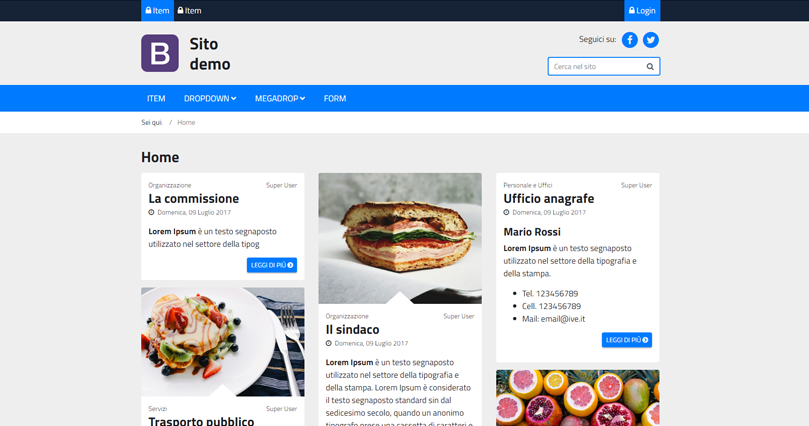 Item Item Login
B Sito
demo
Seguici su:
Cerca nel sito
ITEM DROPDOWN MEGADROP FORM
Sei qui: / Home
Home
Organizzazione Super User
La commissione
Domenica, 09 Luglio 2017
Lorem Ipsum è un testo segnaposto
utilizzato nel settore della tipog
LEGGI DI PIÙ
Servizi Super User
Trasporto pubblico
Organizzazione Super User
Il sindaco
Domenica, 09 Luglio 2017
Lorem Ipsum è un testo segnaposto
utilizzato nel settore della tipografia e
della stampa. Lorem Ipsum è considerato
il testo segnaposto standard sin dal
sedicesimo secolo, quando un anonimo
tipografo prese una cassetta di caratteri e
Personale e Uffici Super User
Ufficio anagrafe
Domenica, 09 Luglio 2017
Mario Rossi
Lorem Ipsum è un testo segnaposto
utilizzato nel settore della tipografia e
della stampa.
Tel. 123456789
Cell. 123456789
Mail: email@ive.it
LEGGI DI PIÙ